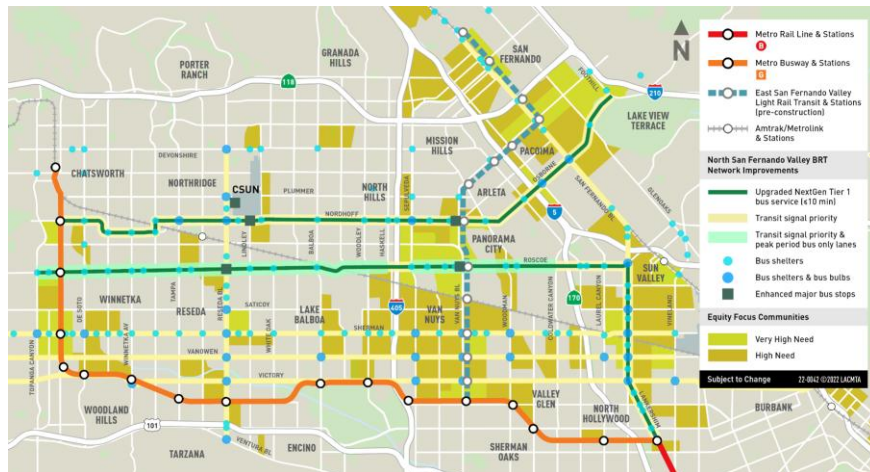 SAN
FERNANDO
GRANADA
HILLS
PORTER
RANCH
118
FOOTHILL
210
LAKE VIEW
TERRACE
MISSION
HILLS
PACOIMA
DEVONSHIRE
CHATSWORTH
NORTHRIDGE
CSUN
PLUMMER
NORTH
HILLS
SEPULVEDA
ARLETA
OSBORNE
SAN FERNANDO BL
GLENOAKS
5
NORDHOFF
LINDLEY
BALBOA
WOODLEY
HASKELL
PANORAMA
CITY
ROSCOE
SUN
VALLEY
WINNETKA
DE SOTO
TAMPA
RESEDA
RESEDA BL
SATICOY
WHITE OAK
LAKE
BALBOA
SHERMAN
405
VAN
NUYS
VAN NUYS BL
WOODMAN
COLDWATER CANYON
170
LAUREL CANYON
VINELAND
TOPANGA CANYON
WINNETKA AV
VANOWEN
VICTORY
WOODLAND
HILLS
101
TARZANA
VENTURA BL
ENCINO
VALLEY
GLEN
SHERMAN
OAKS
NORTH
HOLLYWOOD
LANKERSHIM
BURBANK
N
Metro Rail Line & Stations
B
Metro Busway & Stations
G
East San Fernando Valley
Light Rail Transit & Stations
(pre-construction)
Amtrak/Metrolink
& Stations
North San Fernando Valley BRT
Network Improvements
Upgraded NextGen Tier 1
bus service (≤10 min)
Transit signal priority
Transit signal priority &
peak period bus only lanes
Bus shelters
Bus shelters & bus bulbs
Enhanced major bus stops
Equity Focus Communities
Very High Need
High Need
Subject to Change
22-0042 ©2022 LACMTA